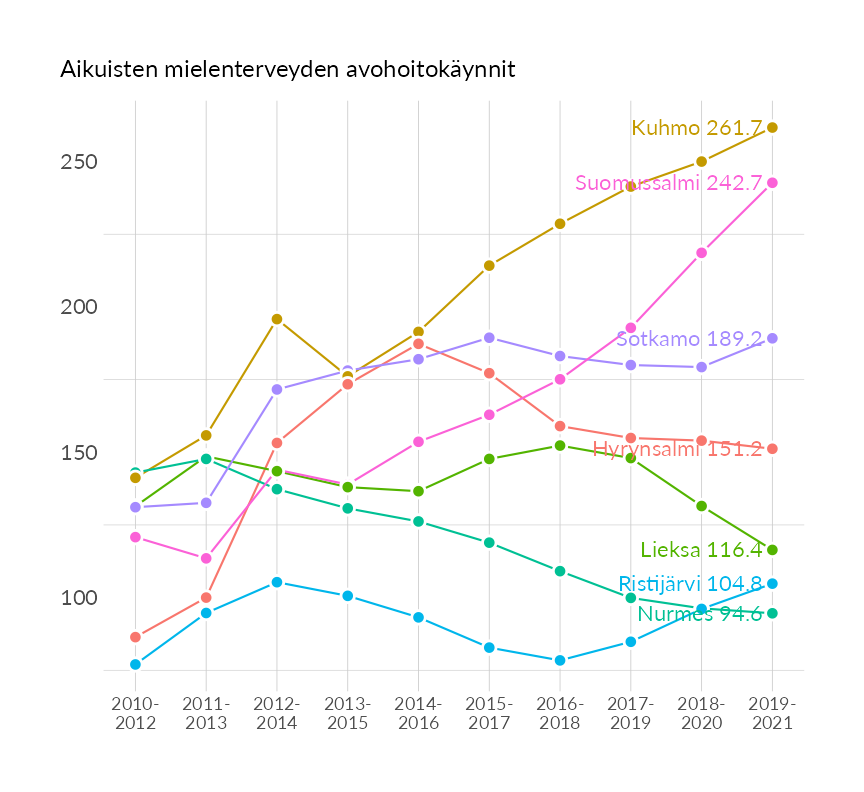 Aikuisten mielenterveyden avohoitokäynnit
Kuhmo 261.7
250
Suomussalmi 242.7
200
Sotkamo 189.2
150
Hyrynsalmi 151.2
Lieksa 116.4
Ristijärvi 104.8
100
Nurmes 94.6
2010- 2011- 2012- 2013- 2014- 2015- 2016- 2017- 2018- 2019-
2012 2013 2014 2015 2016 2017 2018 2019 2020 2021